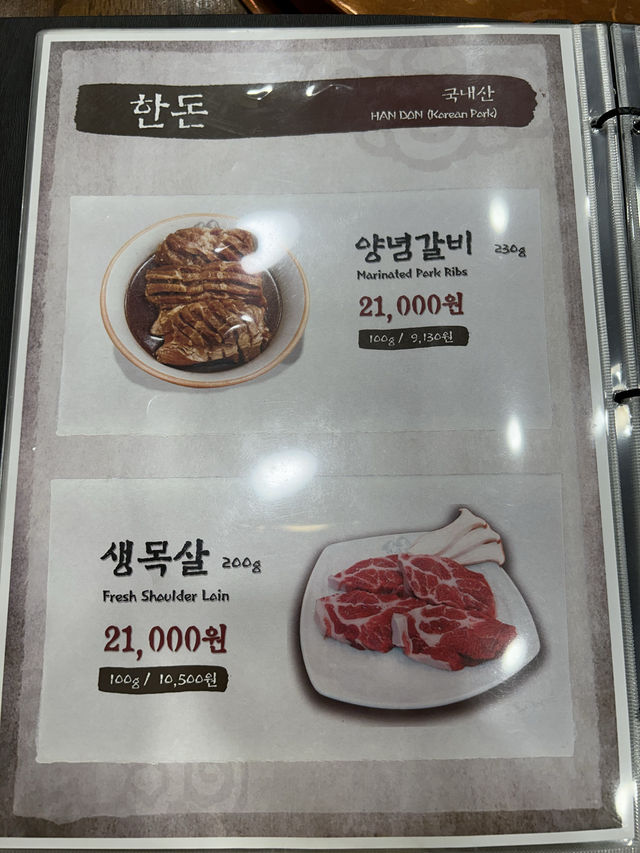 한돈
국내산
HAN DON (Korean Pork)
양념갈비 230g
Marinated Pork Ribs
21,000원
100g / 9,130원
생목살 200g
Fresh Shoulder Loin
21,000원
100g / 10,500원